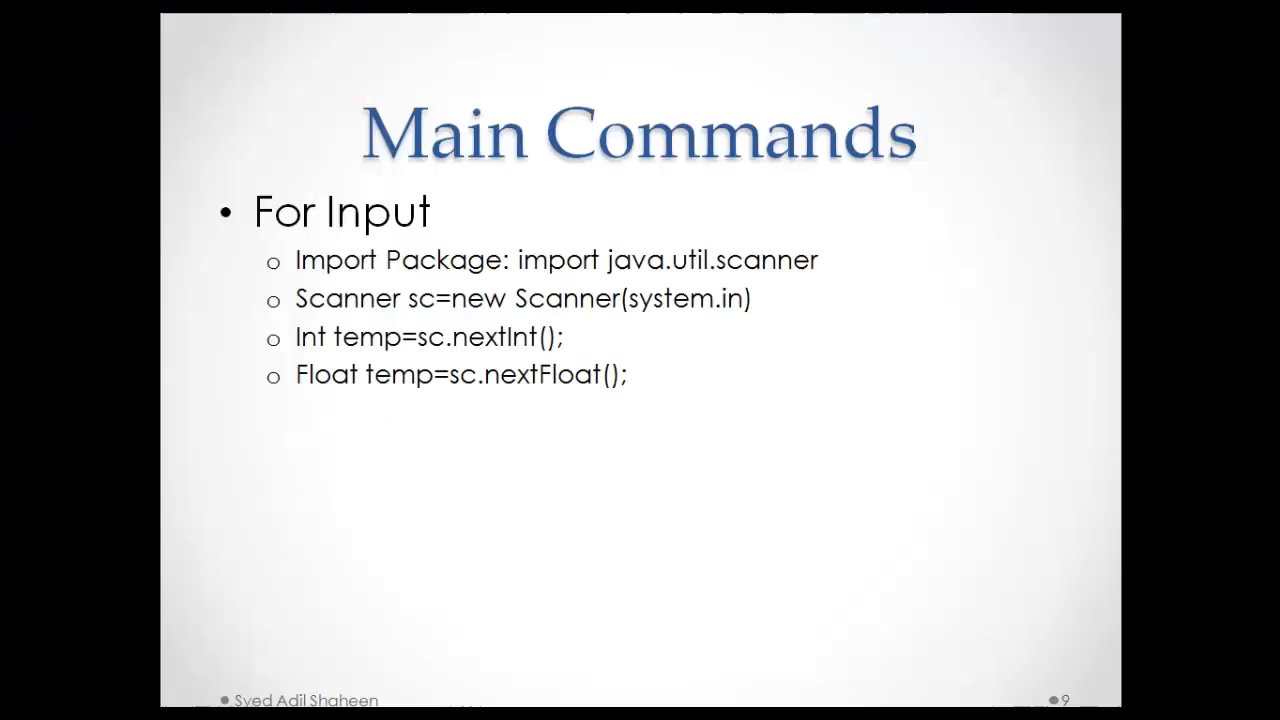 Main Commands
• For Input
o Import Package: import java.util.scanner
o Scanner sc=new Scanner(system.in)
o Int temp=sc.nextInt();
o Float temp=sc.nextFloat();
Syed Adil Shaheen
9